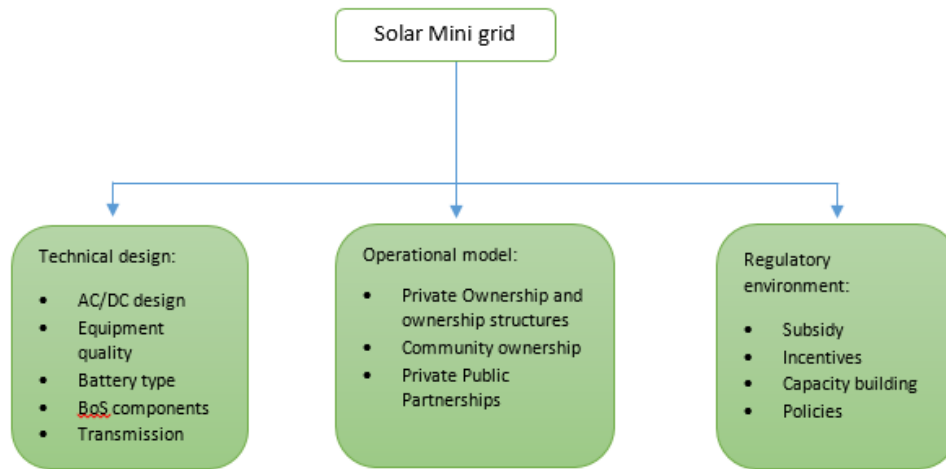 Solar Mini grid
Technical design:
• AC/DC design
• Equipment
quality
• Battery type
• BoS components
• Transmission
Operational model:
• Private Ownership and
ownership structures
• Community ownership
• Private Public
Partnerships
Regulatory
environment:
• Subsidy
• Incentives
• Capacity building
• Policies